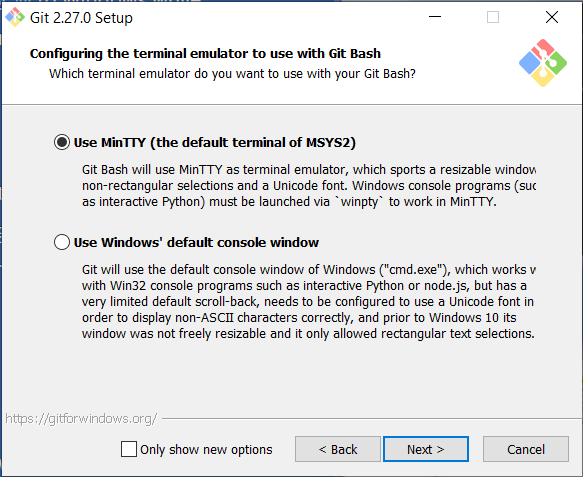 Git 2.27.0 Setup
Configuring the terminal emulator to use with Git Bash
Which terminal emulator do you want to use with your Git Bash?
Use MinTTY (the default terminal of MSYS2)
Git Bash will use MinTTY as terminal emulator, which sports a resizable window
non-rectangular selections and a Unicode font. Windows console programs (suc
as interactive Python) must be launched via `winpty` to work in MinTTY.
Use Windows' default console window
Git will use the default console window of Windows ("cmd.exe"), which works w
with Win32 console programs such as interactive Python or node.js, but has a
very limited default scroll-back, needs to be configured to use a Unicode font in
order to display non-ASCII characters correctly, and prior to Windows 10 its
window was not freely resizable and it only allowed rectangular text selections.
https://gitforwindows.org/
Only show new options
< Back
Next >
Cancel